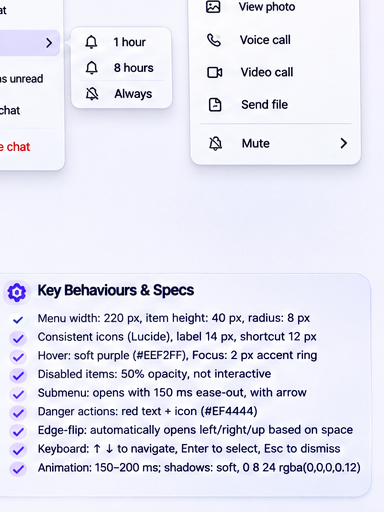 at
1 hour
8 hours
as unread
Always
chat
e chat
View photo
Voice call
Video call
Send file
Mute
Key Behaviours & Specs
Menu width: 220 px, item height: 40 px, radius: 8 px
Consistent icons (Lucide), label 14 px, shortcut 12 px
Hover: soft purple (#EEF2FF), Focus: 2 px accent ring
Disabled items: 50% opacity, not interactive
Submenu: opens with 150 ms ease-out, with arrow
Danger actions: red text + icon (#EF4444)
Edge-flip: automatically opens left/right/up based on space
Keyboard: ↑ ↓ to navigate, Enter to select, Esc to dismiss
Animation: 150–200 ms; shadows: soft, 0 8 24 rgba(0,0,0,0.12)